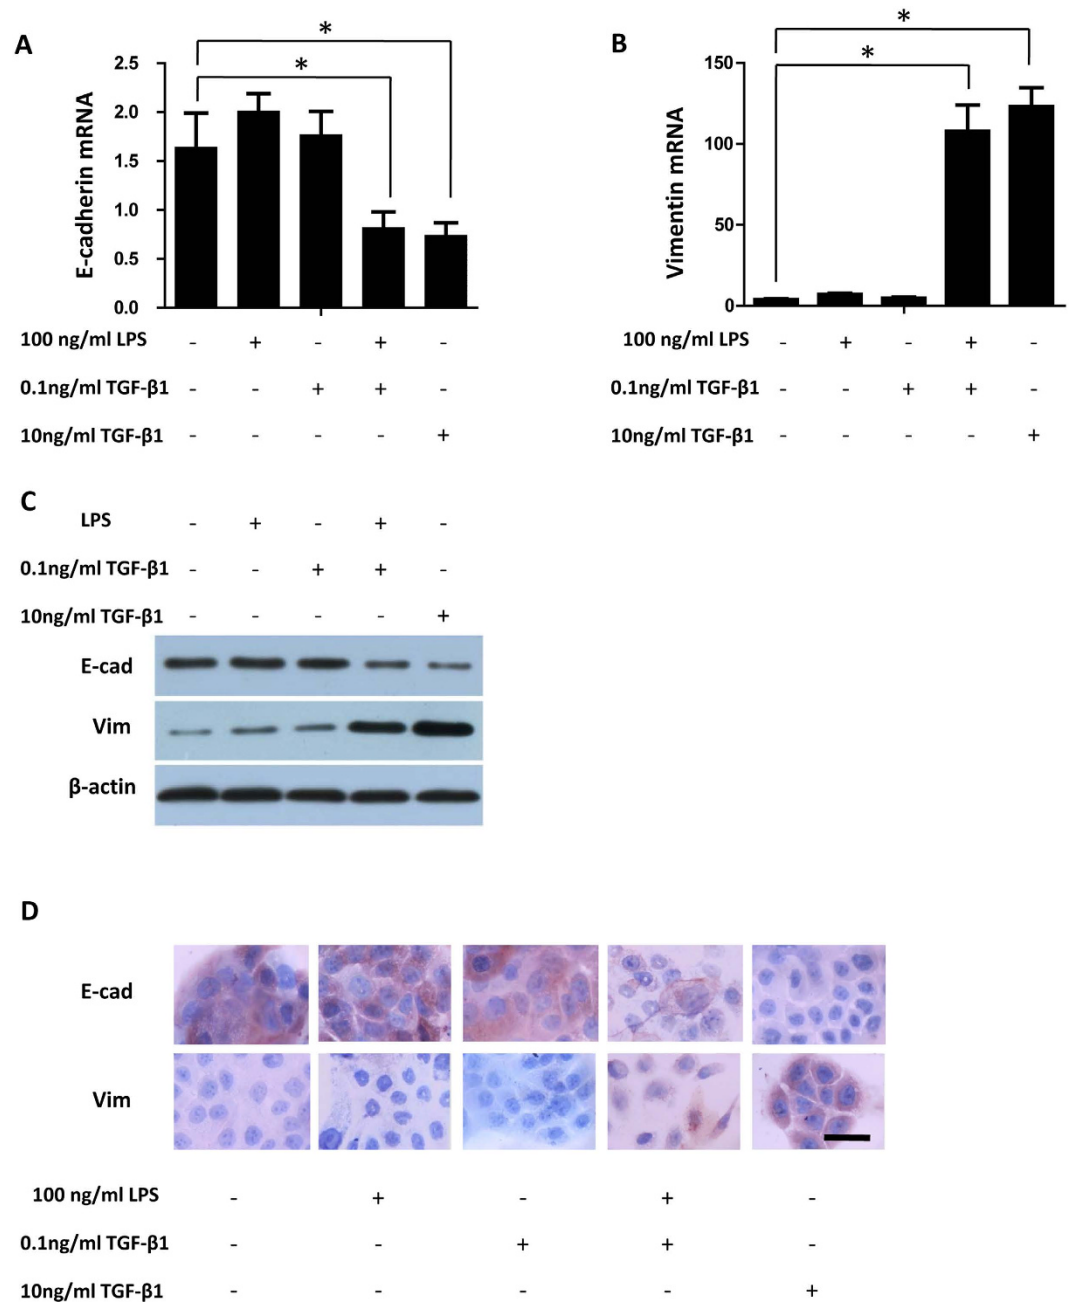 A
*
*
E-cadherin mRNA
2.5
2.0
1.5
1.0
0.5
0.0
100 ng/ml LPS - + - + -
0.1ng/ml TGF-β1 - - + + -
10ng/ml TGF-β1 - - - - +
B
*
*
Vimentin mRNA
150
100
50
0
100 ng/ml LPS - + - + -
0.1ng/ml TGF-β1 - - + + -
10ng/ml TGF-β1 - - - - +
C
LPS - + - + -
0.1ng/ml TGF-β1 - - + + -
10ng/ml TGF-β1 - - - - +
E-cad
Vim
β-actin
D
E-cad
Vim
100 ng/ml LPS - + - + -
0.1ng/ml TGF-β1 - - + + -
10ng/ml TGF-β1 - - - - +